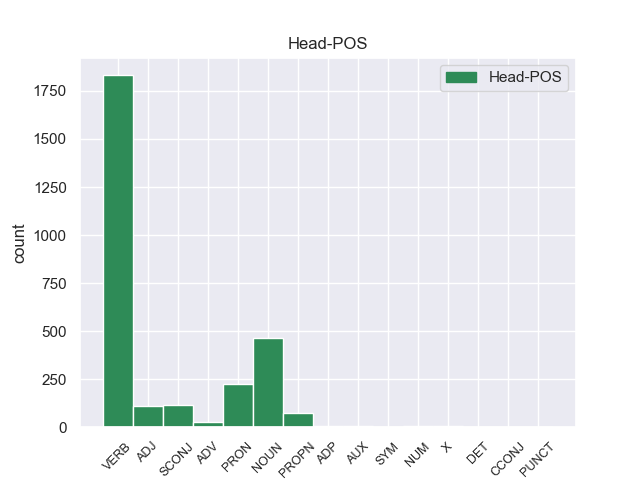 Head-POS
Head-POS
count
1750
1500
1250
1000
750
500
250
0
VERB ADJ SCONJ ADV PRON NOUN PROPN ADP AUX SYM NUM X DET CCONJ PUNCT